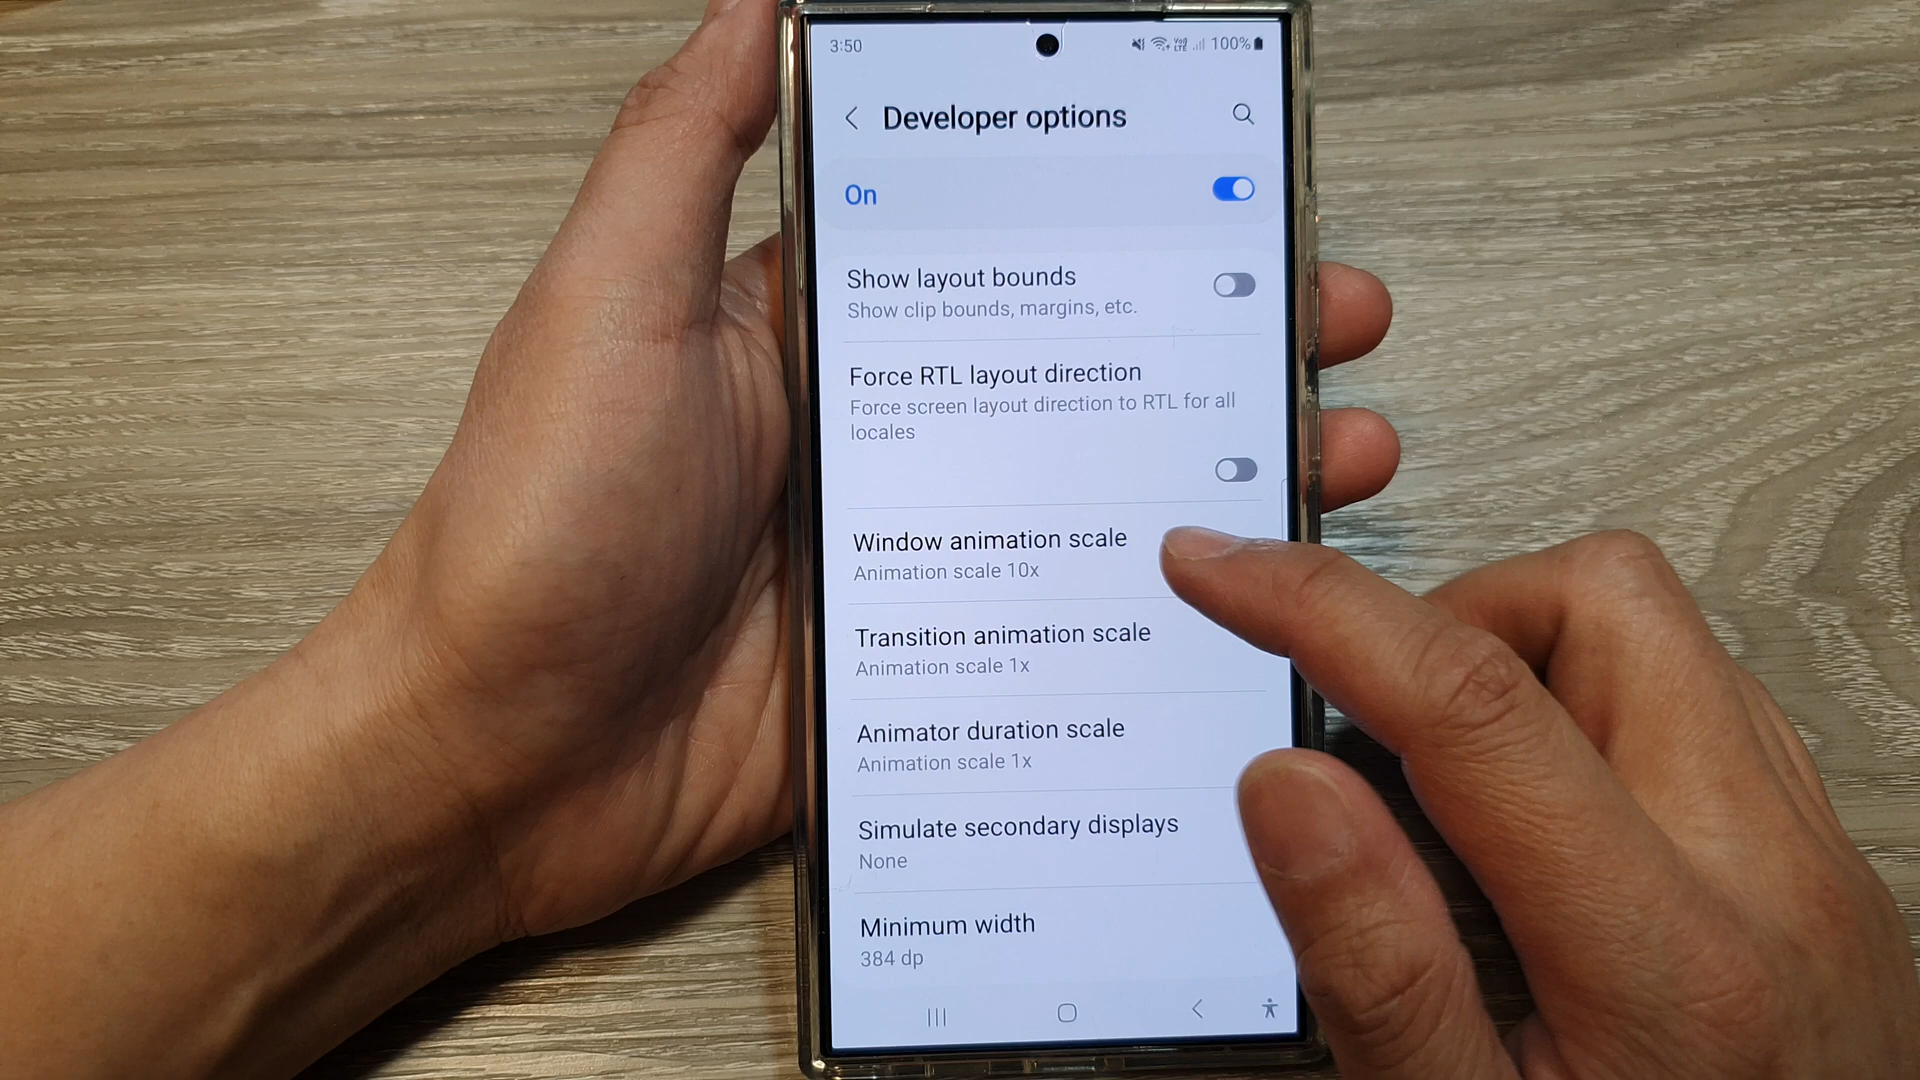 3:50
100%
Developer options
On
Show layout bounds
Show clip bounds, margins, etc.
Force RTL layout direction
Force screen layout direction to RTL for all
locales
Window animation scale
Animation scale 10x
Transition animation scale
Animation scale 1x
Animator duration scale
Animation scale 1x
Simulate secondary displays
None
Minimum width
384 dp